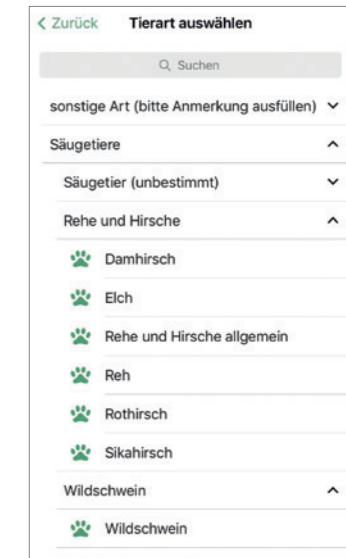 Zurück Tierart auswählen
Suchen
sonstige Art (bitte Anmerkung ausfüllen)
Säugetiere
Säugetier (unbestimmt)
Rehe und Hirsche
Damhirsch
Elch
Rehe und Hirsche allgemein
Reh
Rothirsch
Sikahirsch
Wildschwein
Wildschwein